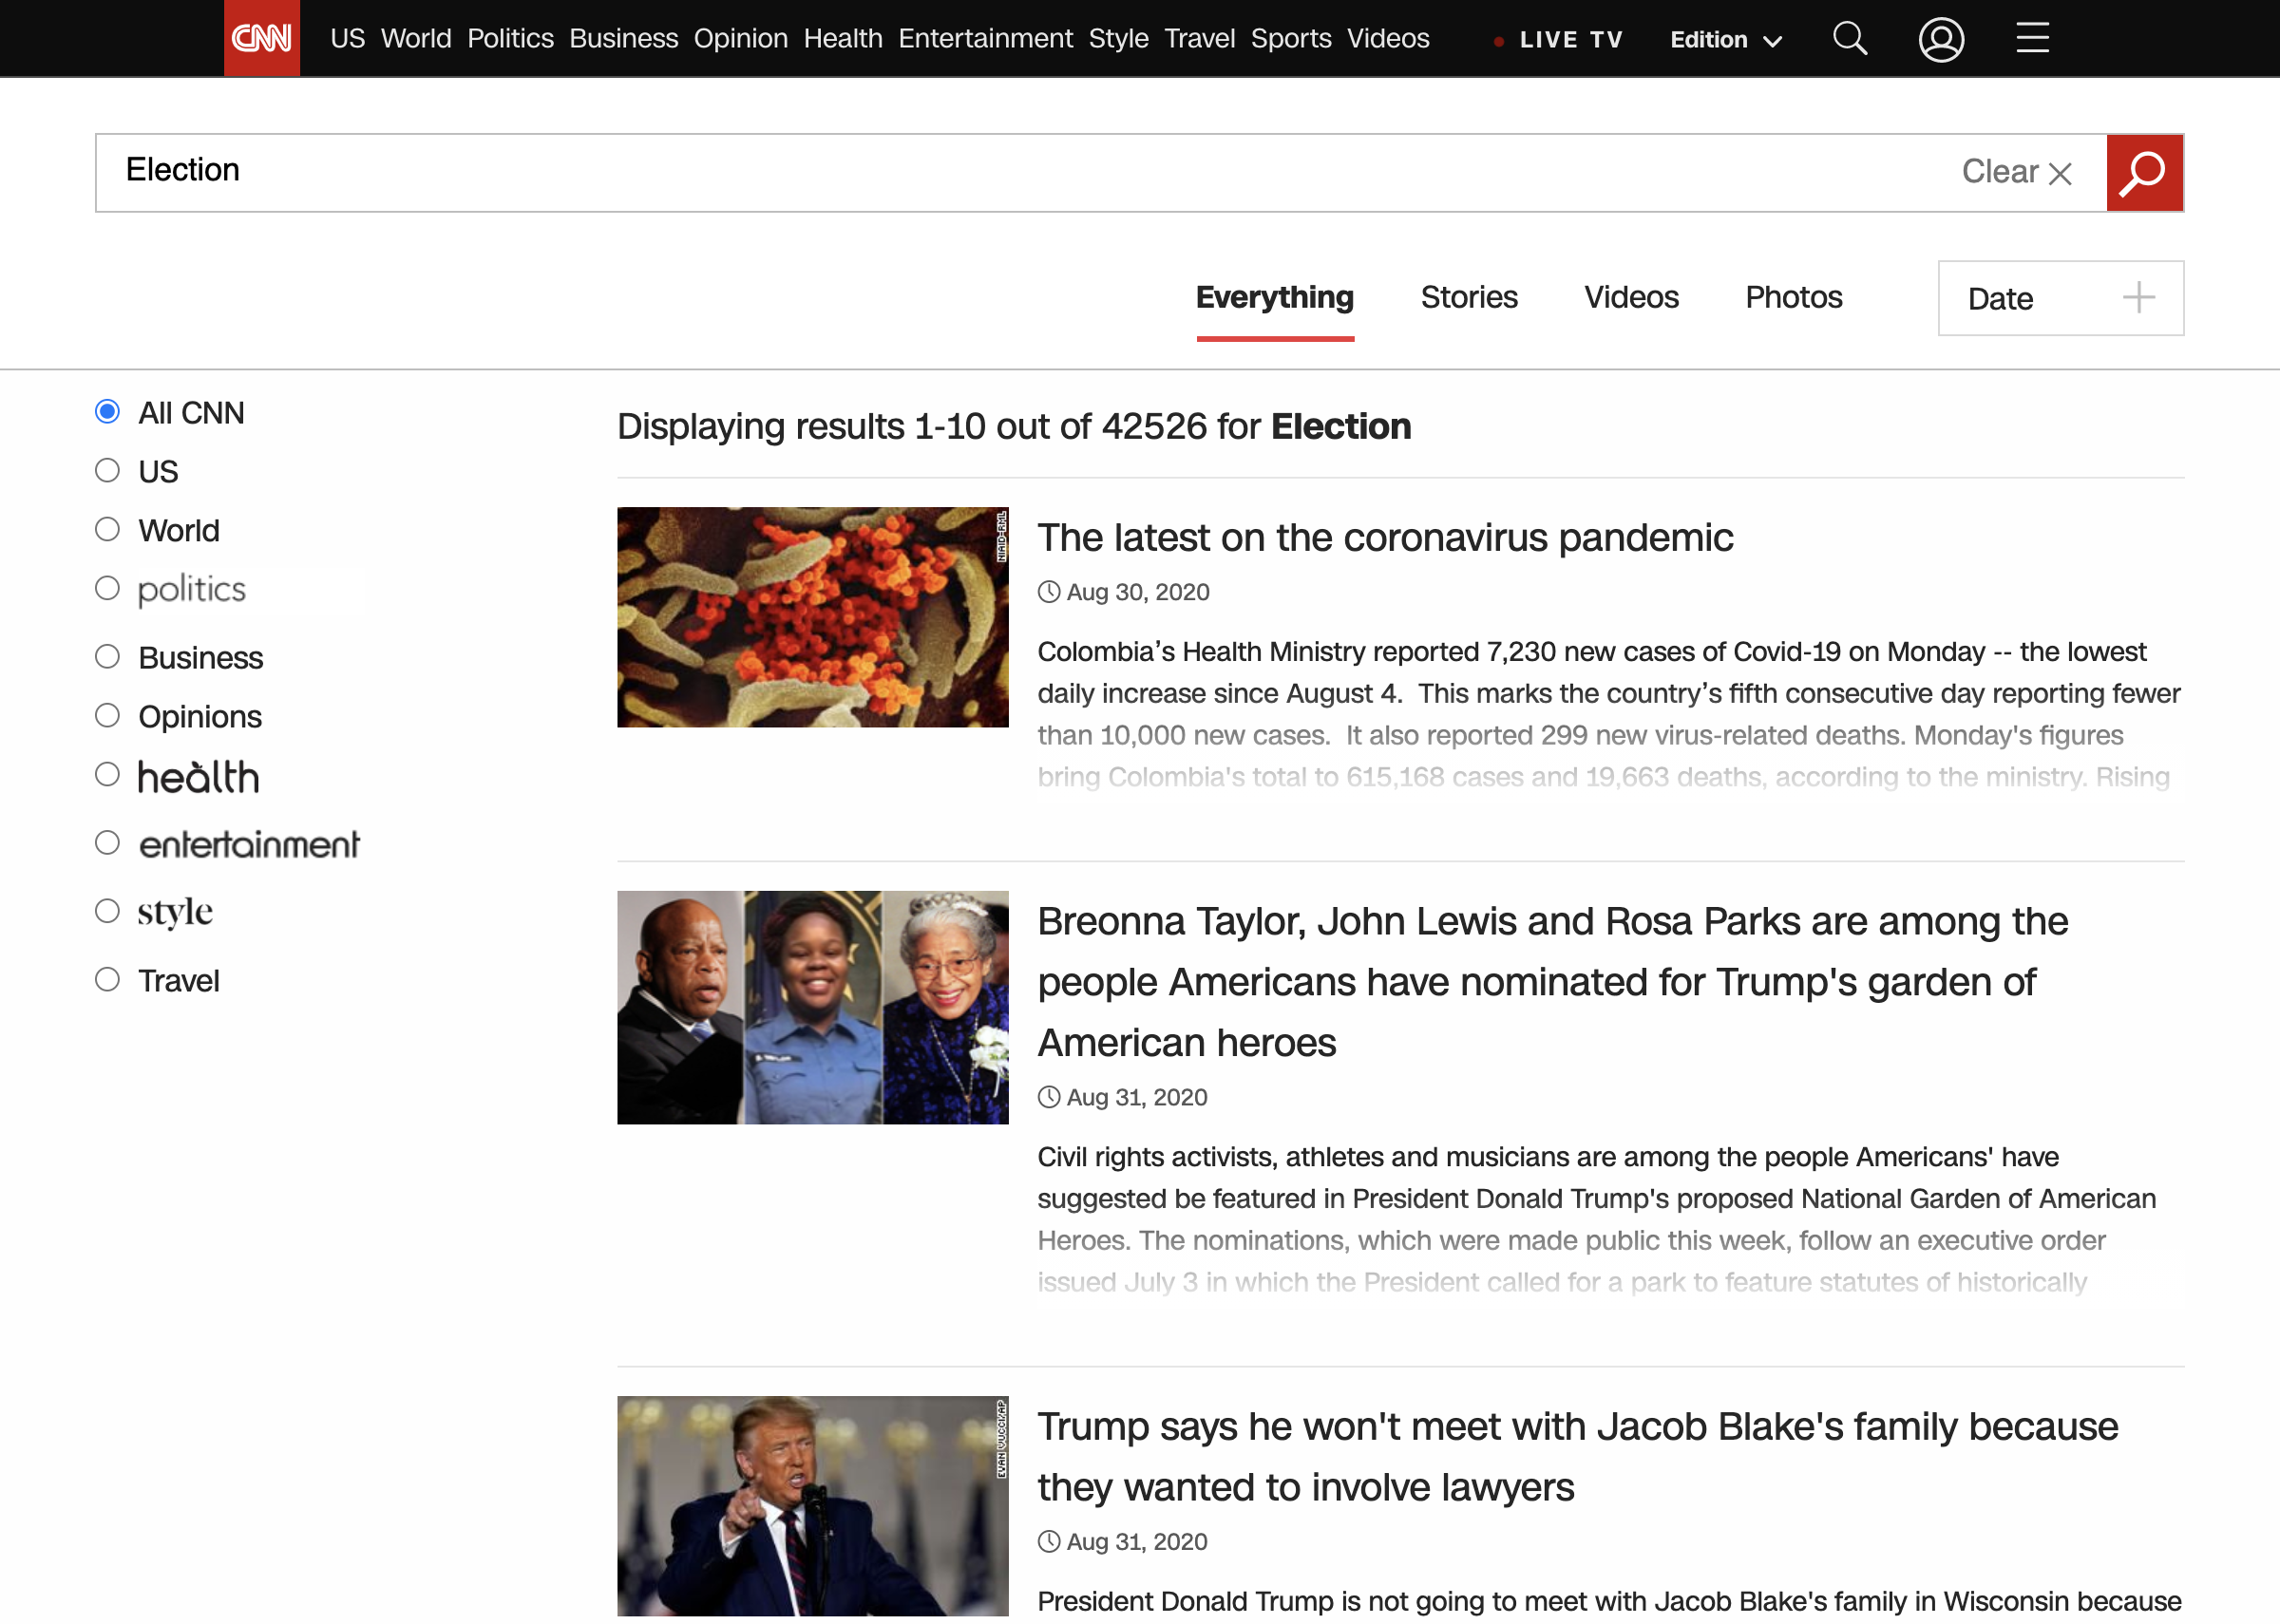 CNN US World Politics Business Opinion Health Entertainment Style Travel Sports Videos LIVE TV Edition
Election Clear
Everything Stories Videos Photos Date
All CNN
US
World
politics
Business
Opinions
health
entertainment
style
Travel
Displaying results 1-10 out of 42526 for Election
NIAID-RML
The latest on the coronavirus pandemic
Aug 30, 2020
Colombia’s Health Ministry reported 7,230 new cases of Covid-19 on Monday -- the lowest
daily increase since August 4.  This marks the country’s fifth consecutive day reporting fewer
than 10,000 new cases.  It also reported 299 new virus-related deaths. Monday's figures
bring Colombia's total to 615,168 cases and 19,663 deaths, according to the ministry. Rising
Breonna Taylor, John Lewis and Rosa Parks are among the
people Americans have nominated for Trump's garden of
American heroes
Aug 31, 2020
Civil rights activists, athletes and musicians are among the people Americans' have
suggested be featured in President Donald Trump's proposed National Garden of American
Heroes. The nominations, which were made public this week, follow an executive order
issued July 3 in which the President called for a park to feature statutes of historically
EVAN VUCCI/AP
Trump says he won't meet with Jacob Blake's family because
they wanted to involve lawyers
Aug 31, 2020
President Donald Trump is not going to meet with Jacob Blake's family in Wisconsin because